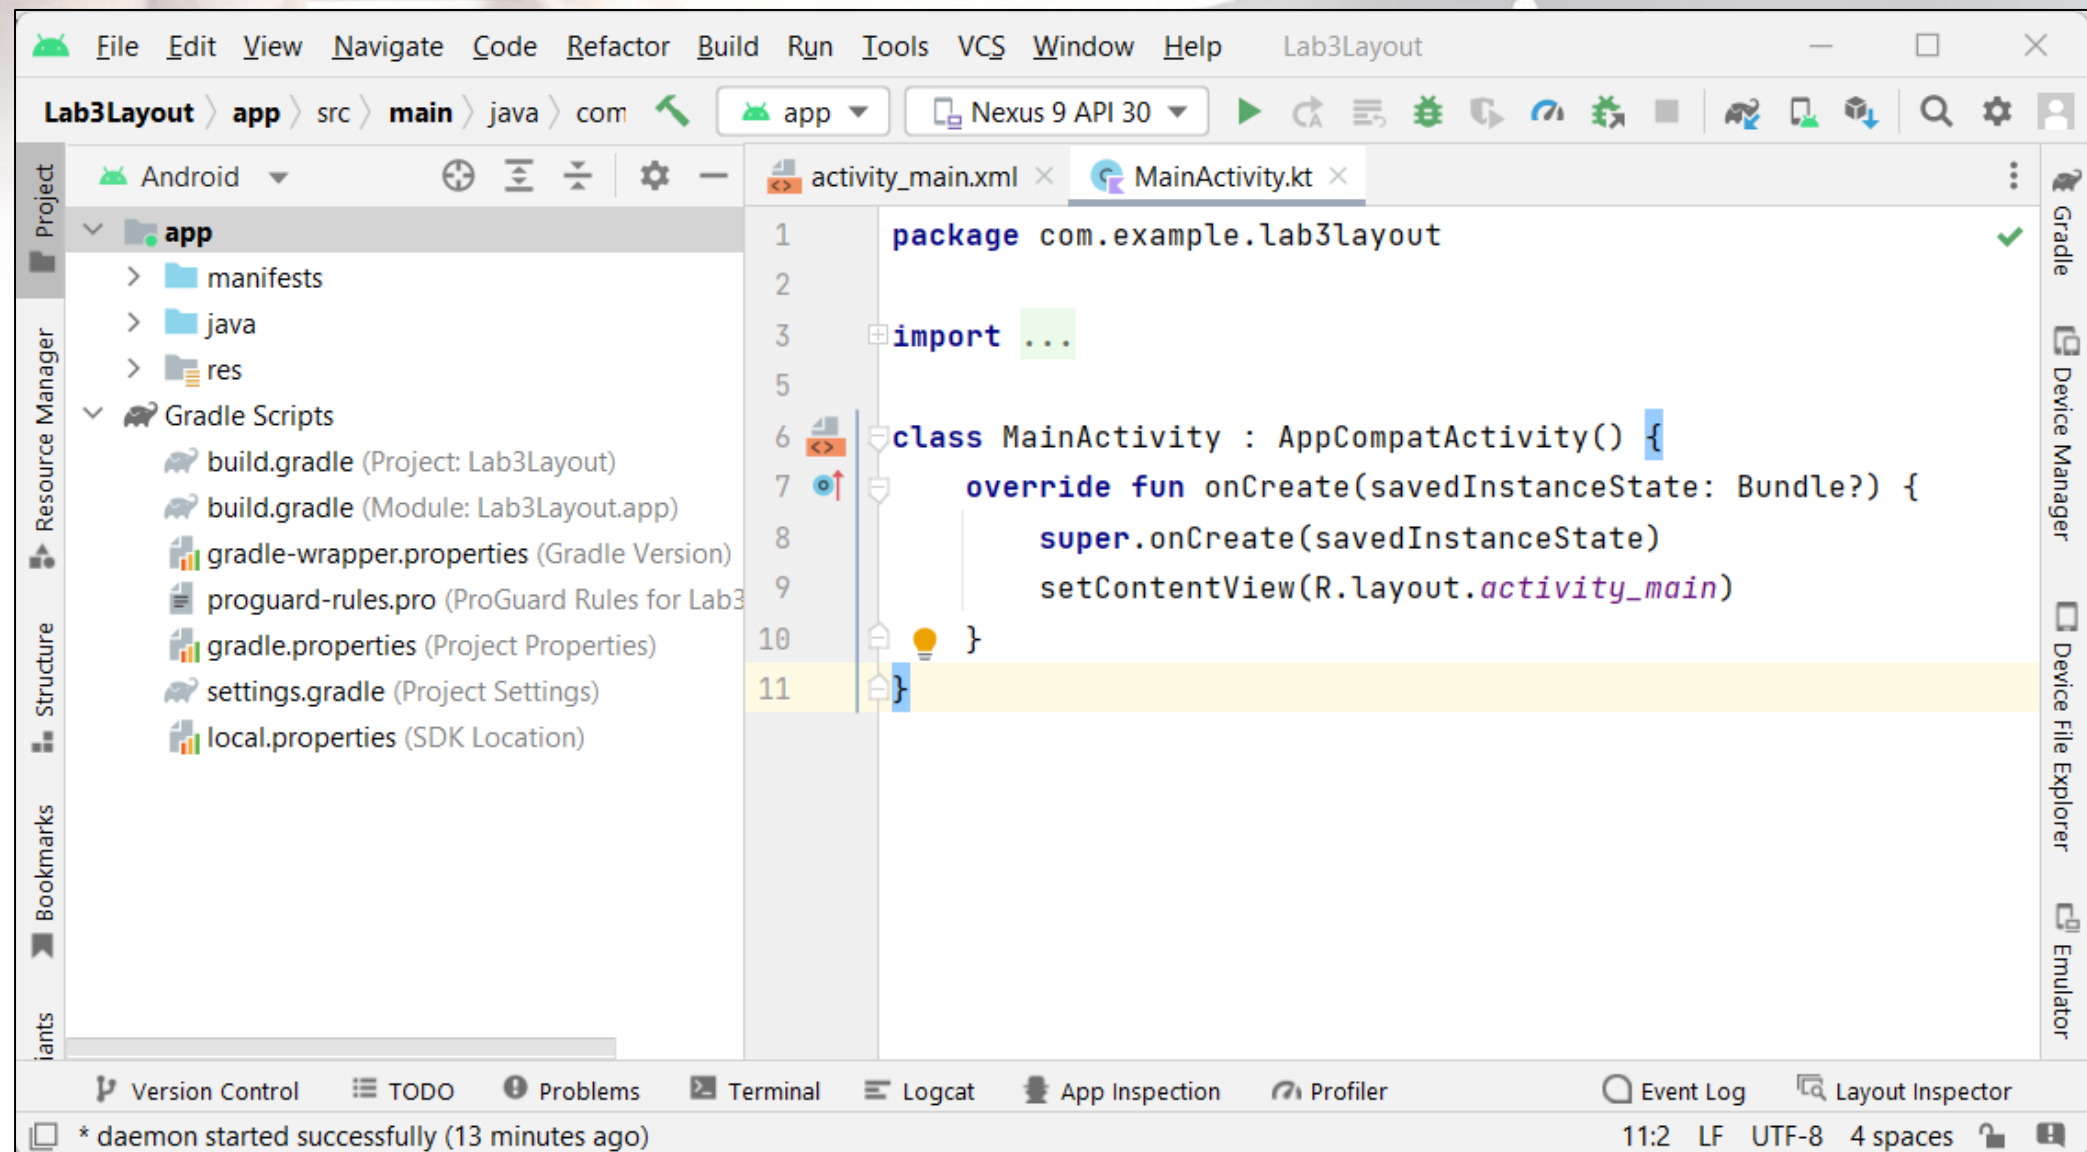 File Edit View Navigate Code Refactor Build Run Tools VCS Window Help Lab3Layout
Lab3Layout app src main java com app Nexus 9 API 30
Project
Resource Manager
Structure
Bookmarks
Android
app
manifests
java
res
Gradle Scripts
build.gradle (Project: Lab3Layout)
build.gradle (Module: Lab3Layout.app)
gradle-wrapper.properties (Gradle Version)
proguard-rules.pro (ProGuard Rules for Lab3
gradle.properties (Project Properties)
settings.gradle (Project Settings)
local.properties (SDK Location)
activity_main.xml MainActivity.kt
1 package com.example.lab3layout
2
3 import ...
5
6 class MainActivity : AppCompatActivity() {
7 override fun onCreate(savedInstanceState: Bundle?) {
8 super.onCreate(savedInstanceState)
9 setContentView(R.layout.activity_main)
10 }
11 }
Gradle
Device Manager
Device File Explorer
Emulator
Version Control TODO Problems Terminal Logcat App Inspection Profiler Event Log Layout Inspector
* daemon started successfully (13 minutes ago) 11:2 LF UTF-8 4 spaces